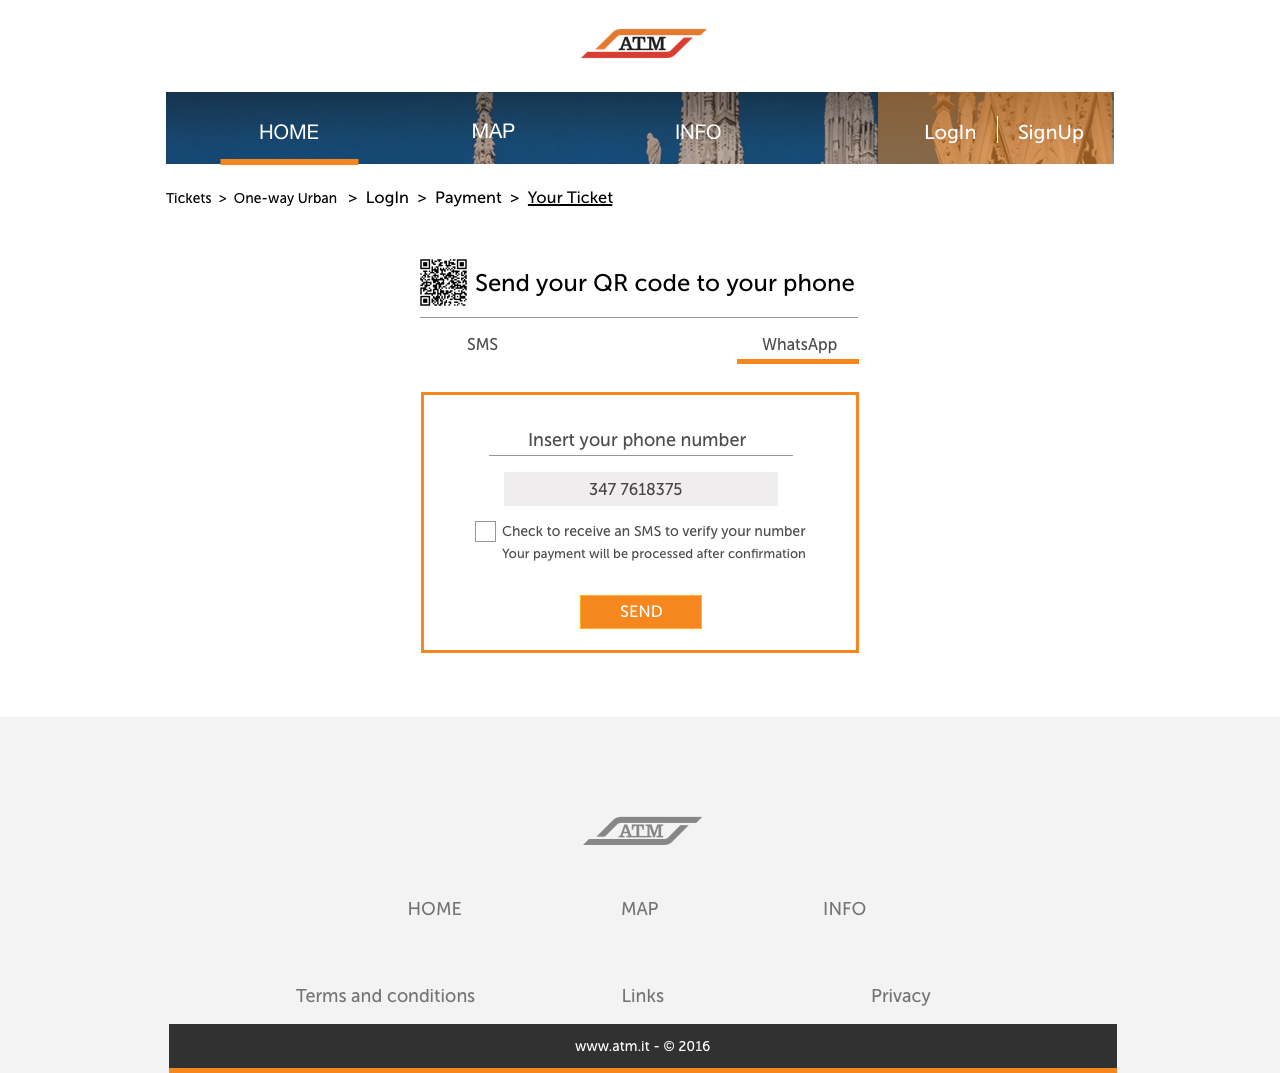 ATM
HOME MAP INFO LogIn SignUp
Tickets > One-way Urban > LogIn > Payment > Your Ticket
Send your QR code to your phone
SMS WhatsApp
Insert your phone number
347 7618375
Check to receive an SMS to verify your number
Your payment will be processed after confirmation
SEND
ATM
HOME MAP INFO
Terms and conditions Links Privacy
www.atm.it - © 2016